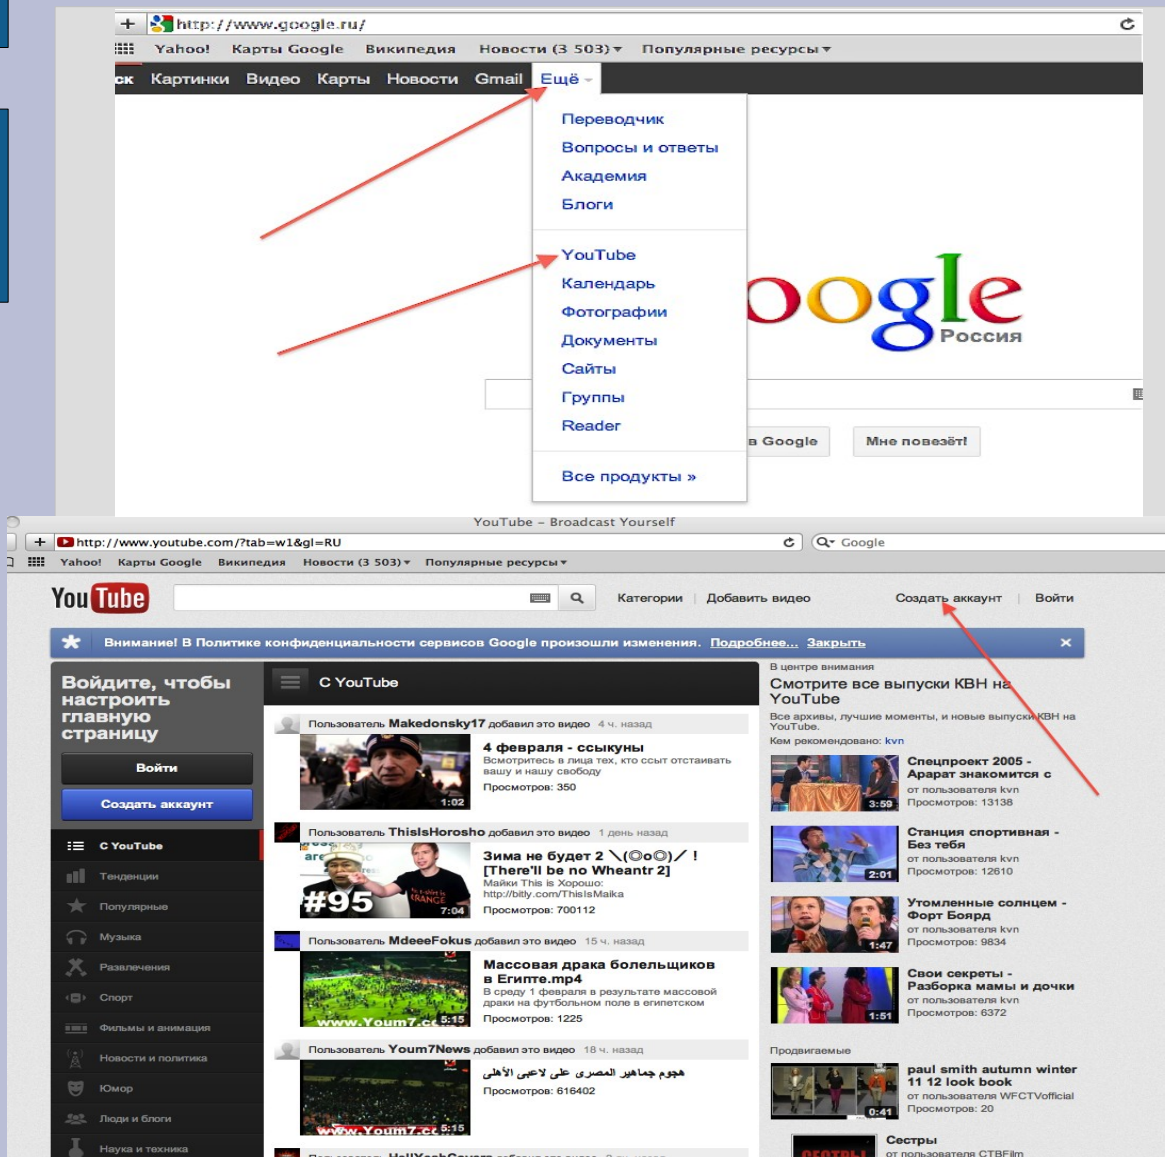 http://www.google.ru/
Yahoo! Карты Google Википедия Новости (3 503) Популярные ресурсы
ск Картинки Видео Карты Новости Gmail Ещё
Переводчик
Вопросы и ответы
Академия
Блоги
YouTube
Календарь
Фотографии
Документы
Сайты
Группы
Reader
Все продукты »
oogle
Россия
в Google Мне повезёт!
YouTube – Broadcast Yourself
http://www.youtube.com/?tab=w1&gl=RU Google
Yahoo! Карты Google Википедия Новости (3 503) Популярные ресурсы
YouTube Категории Добавить видео Создать аккаунт Войти
Внимание! В Политике конфиденциальности сервисов Google произошли изменения. Подробнее... Закрыть
Войдите, чтобы
настроить
главную
страницу
Войти
Создать аккаунт
С YouTube
Тенденции
Популярные
Музыка
Развлечения
Спорт
Фильмы и анимация
Новости и политика
Юмор
Люди и блоги
Наука и техника
С YouTube
Пользователь Makedonsky17 добавил это видео 4 ч. назад
4 февраля - ссыкуны
Всмотритесь в лица тех, кто ссыт отстаивать
вашу и нашу свободу
Просмотров: 350
1:02
Пользователь ThisIsHorosho добавил это видео 1 день назад
Зима не будет 2 ＼(◎o◎)／ !
[There'll be no Wheantr 2]
Майки This is Хорошо:
http://bitly.com/ThisIsMaika
Просмотров: 700112
#95
7:04
Пользователь MdeeeFokus добавил это видео 15 ч. назад
Массовая драка болельщиков
в Египте.mp4
В среду 1 февраля в результате массовой
драки на футбольном поле в египетском
Просмотров: 1225
www.Youm7.cc 5:15
Пользователь Youm7News добавил это видео 18 ч. назад
هجوم جماهير المصرى على لاعبى الأهلى
Просмотров: 616402
www.Youm7.cc 5:15
В центре внимания
Смотрите все выпуски КВН на
YouTube
Все архивы, лучшие моменты, и новые выпуски КВН на
YouTube.
Кем рекомендовано: kvn
Спецпроект 2005 -
Арарат знакомится с
от пользователя kvn
Просмотров: 13138
3:59
Станция спортивная -
Без тебя
от пользователя kvn
Просмотров: 12610
2:01
Утомленные солнцем -
Форт Боярд
от пользователя kvn
Просмотров: 9834
1:47
Свои секреты -
Разборка мамы и дочки
от пользователя kvn
Просмотров: 6372
1:51
Продвигаемые
paul smith autumn winter
11 12 look book
от пользователя WFCTVofficial
Просмотров: 20
0:41
Сестры
от пользователя CTBFilm